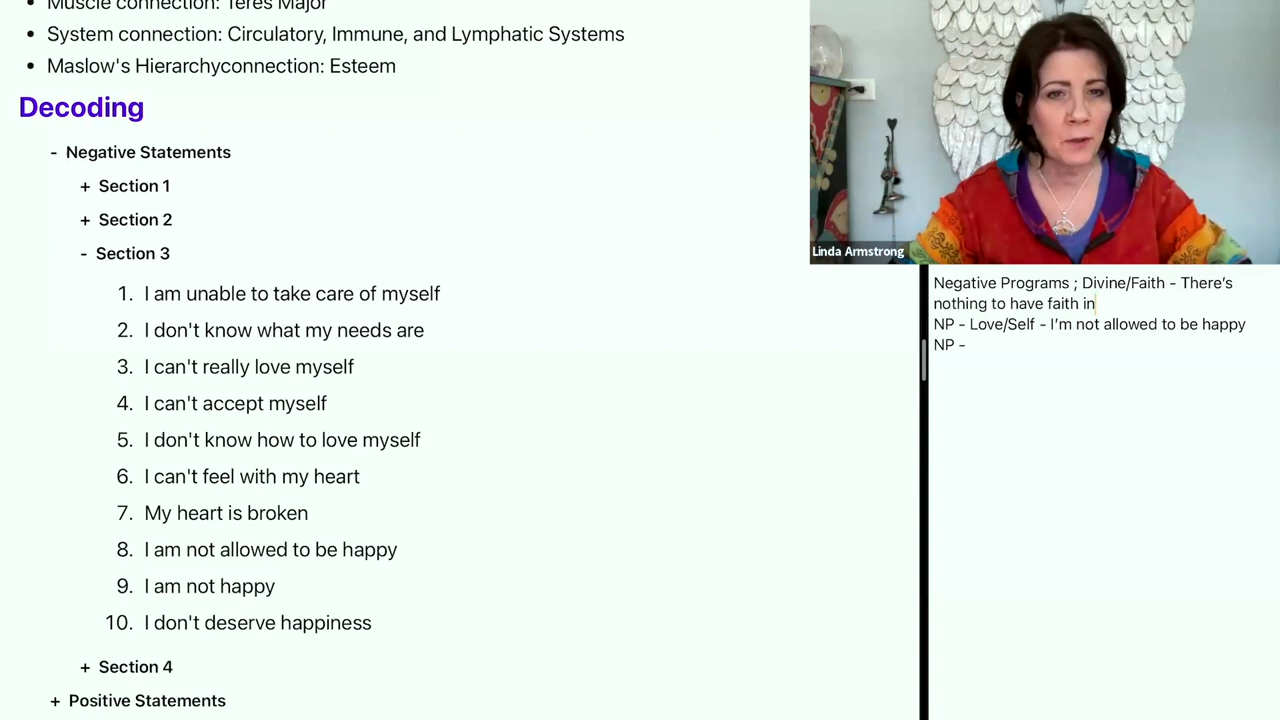 Muscle connection: Teres Major
• System connection: Circulatory, Immune, and Lymphatic Systems
• Maslow's Hierarchyconnection: Esteem
Decoding
- Negative Statements
+ Section 1
+ Section 2
- Section 3
1. I am unable to take care of myself
2. I don't know what my needs are
3. I can't really love myself
4. I can't accept myself
5. I don't know how to love myself
6. I can't feel with my heart
7. My heart is broken
8. I am not allowed to be happy
9. I am not happy
10. I don't deserve happiness
+ Section 4
+ Positive Statements
Linda Armstrong
Negative Programs ; Divine/Faith - There’s
nothing to have faith in
NP - Love/Self - I’m not allowed to be happy
NP -